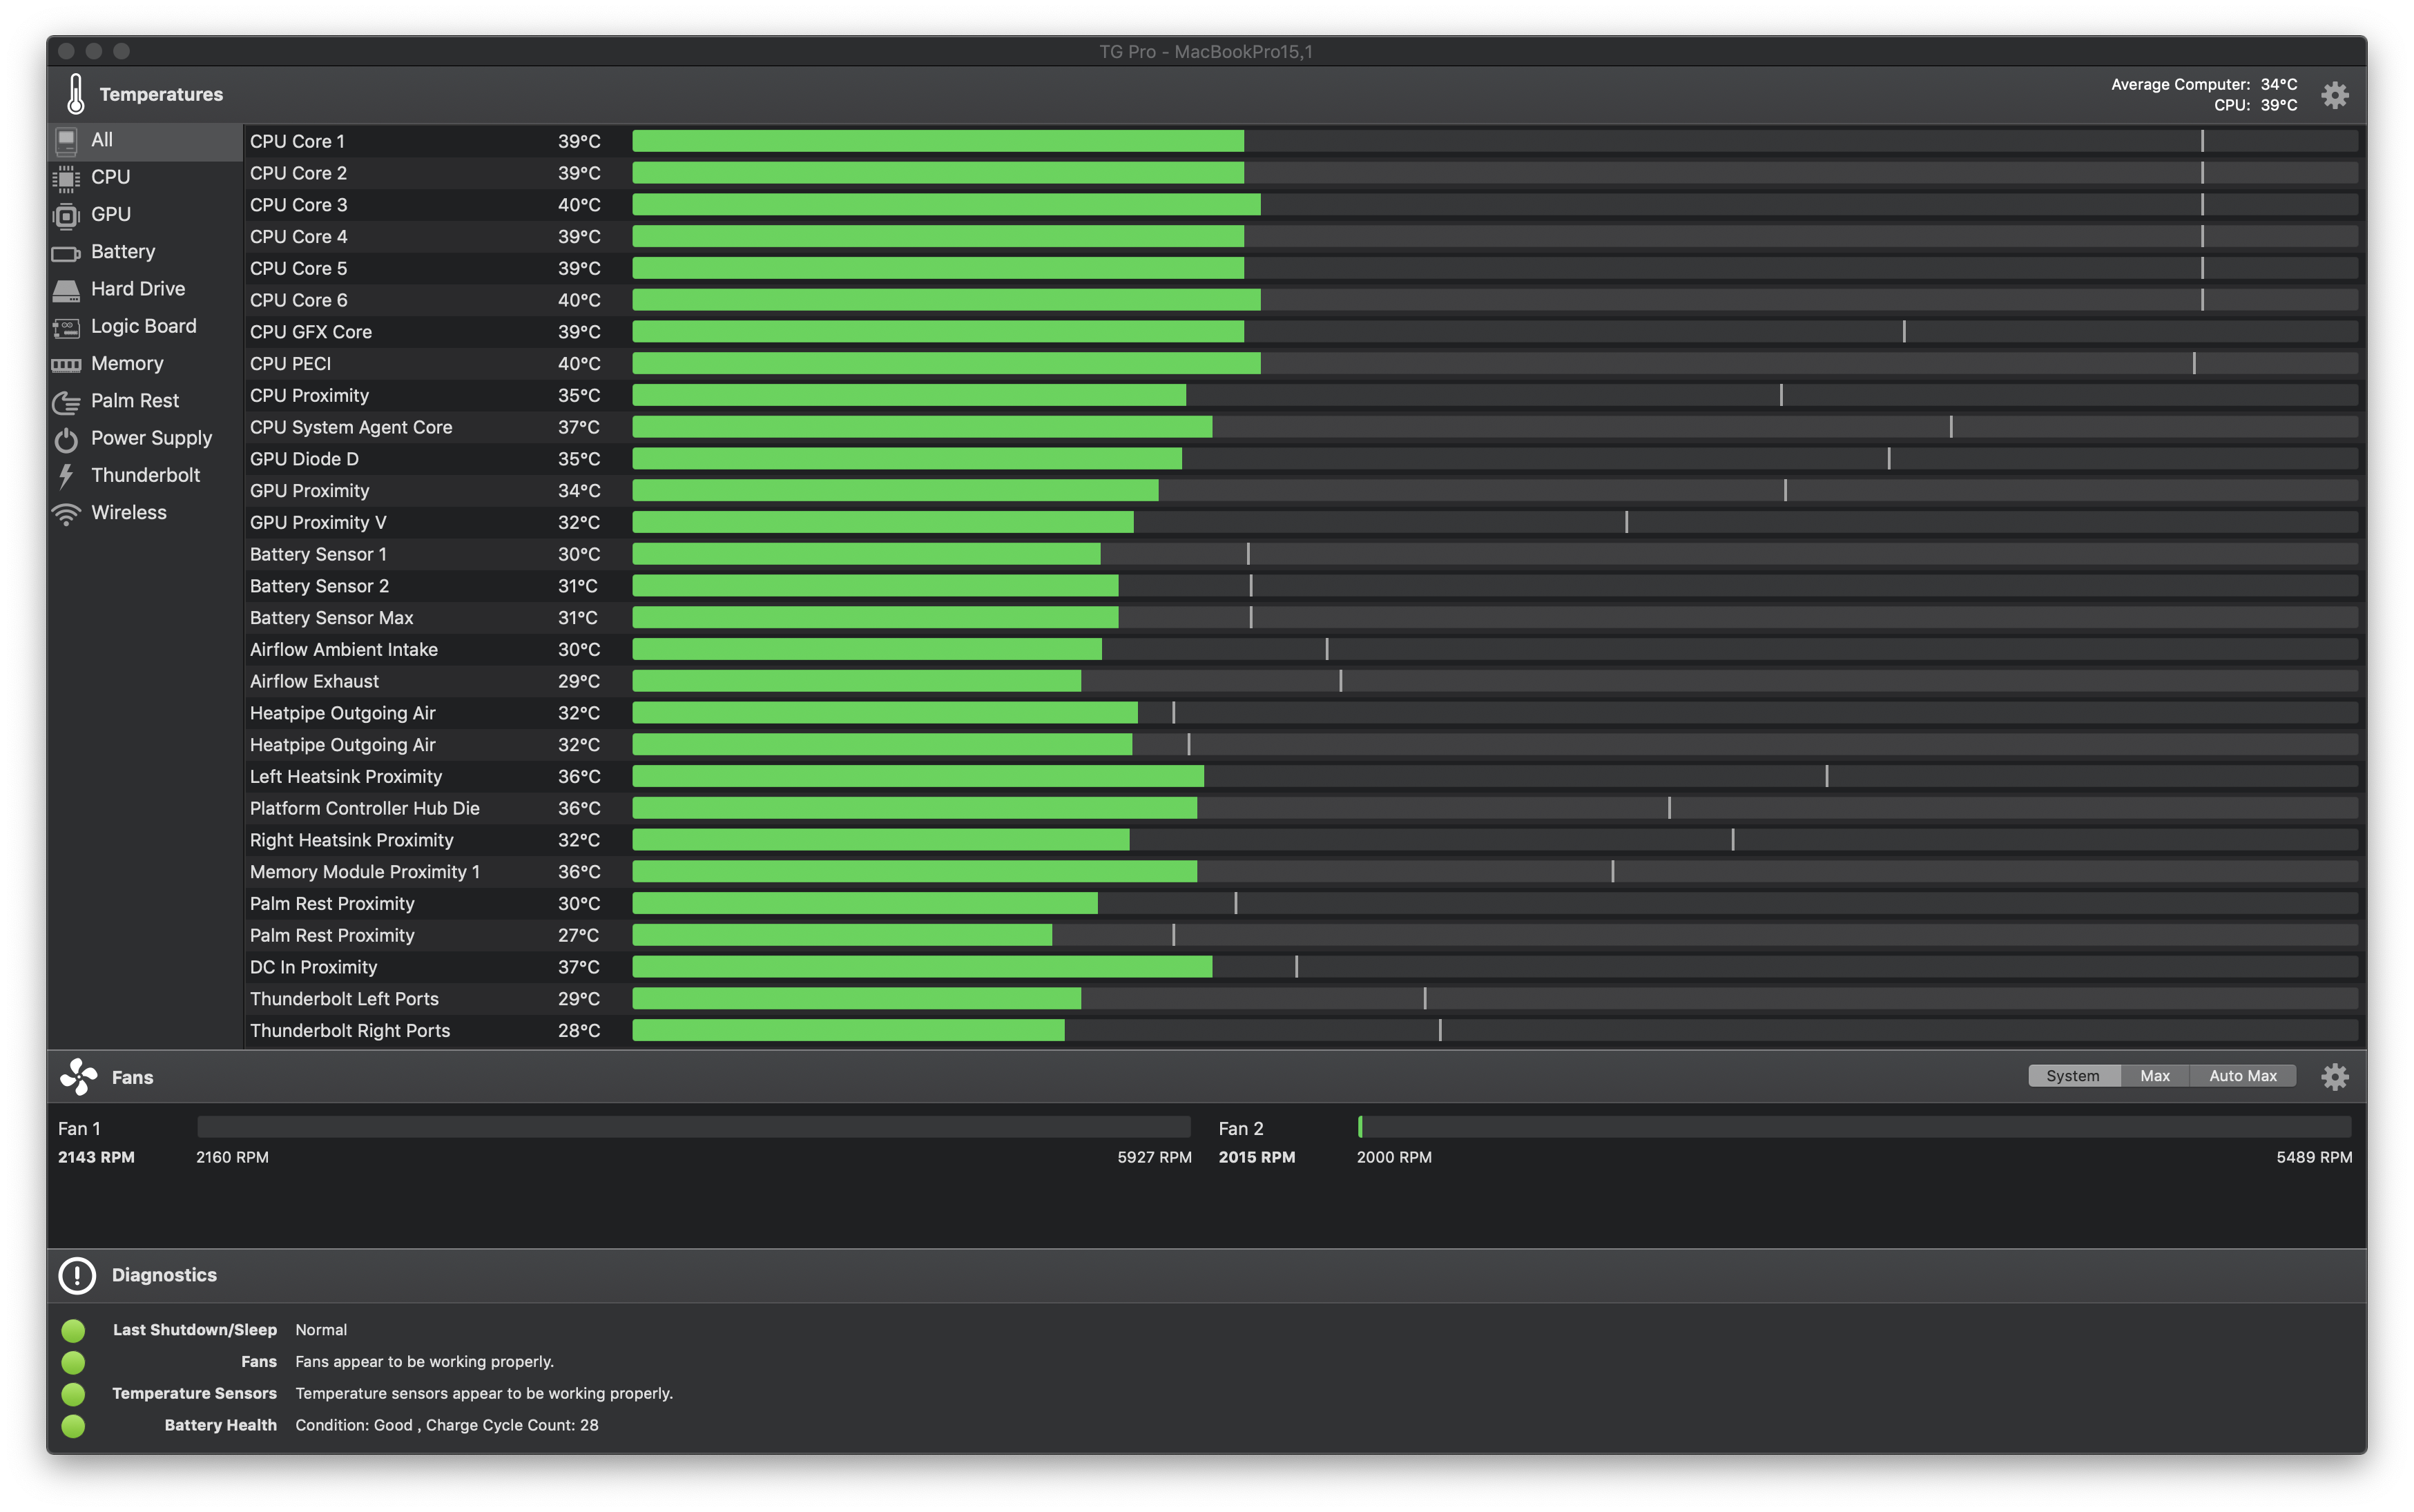 TG Pro - MacBookPro15,1
Temperatures
Average Computer: 34°C
CPU: 39°C
All
CPU
GPU
Battery
Hard Drive
Logic Board
Memory
Palm Rest
Power Supply
Thunderbolt
Wireless
CPU Core 1 39°C
CPU Core 2 39°C
CPU Core 3 40°C
CPU Core 4 39°C
CPU Core 5 39°C
CPU Core 6 40°C
CPU GFX Core 39°C
CPU PECI 40°C
CPU Proximity 35°C
CPU System Agent Core 37°C
GPU Diode D 35°C
GPU Proximity 34°C
GPU Proximity V 32°C
Battery Sensor 1 30°C
Battery Sensor 2 31°C
Battery Sensor Max 31°C
Airflow Ambient Intake 30°C
Airflow Exhaust 29°C
Heatpipe Outgoing Air 32°C
Heatpipe Outgoing Air 32°C
Left Heatsink Proximity 36°C
Platform Controller Hub Die 36°C
Right Heatsink Proximity 32°C
Memory Module Proximity 1 36°C
Palm Rest Proximity 30°C
Palm Rest Proximity 27°C
DC In Proximity 37°C
Thunderbolt Left Ports 29°C
Thunderbolt Right Ports 28°C
Fans
System Max Auto Max
Fan 1
2143 RPM 2160 RPM 5927 RPM
Fan 2
2015 RPM 2000 RPM 5489 RPM
Diagnostics
Last Shutdown/Sleep Normal
Fans Fans appear to be working properly.
Temperature Sensors Temperature sensors appear to be working properly.
Battery Health Condition: Good , Charge Cycle Count: 28